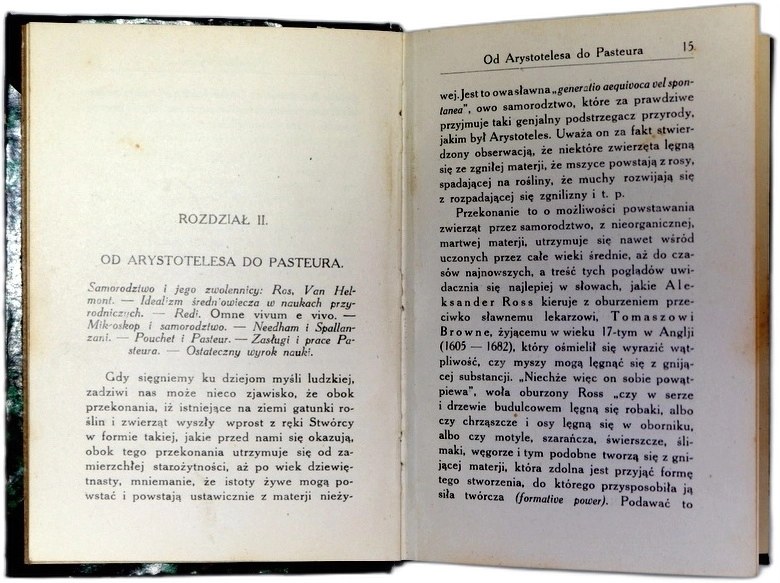 ROZDZIAŁ II.
OD ARYSTOTELESA DO PASTEURA.
Samorodztwo i jego zwolennicy: Ros, Van Hel-
mont. — Idealizm średniowiecza w naukach przy-
rodniczych. — Redi. Omne vivum e vivo. —
Mikroskop i samorodztwo. — Needham i Spallan-
zani. — Pouchet i Pasteur. — Zasługi i prace Pa-
steura. — Ostateczny wyrok nauki.
Gdy sięgniemy ku dziejom myśli ludzkiej,
zadziwi nas może nieco zjawisko, że obok
przekonania, iż istniejące na ziemi gatunki ro-
ślin i zwierząt wyszły wprost z ręki Stwórcy
w formie takiej, jakie przed nami się okazują,
obok tego przekonania utrzymuje się od za-
mierzchłej starożytności, aż po wiek dziewię-
tnasty, mniemanie, że istoty żywe mogą po-
wstać i powstają ustawicznie z materji nieży-
Od Arystotelesa do Pasteura 15.
wej. Jest to owa sławna „generatio aequivoca vel spon-
tanea", owo samorodztwo, które za prawdziwe
przyjmuje taki genjalny podstrzegacz przyrody,
jakim był Arystoteles. Uważa on za fakt stwier-
dzony obserwacją, że niektóre zwierzęta lęgną
się ze zgniłej materji, że mszyce powstają z rosy,
spadającej na rośliny, że muchy rozwijają się
z rozpadającej się zgnilizny i t. p.
Przekonanie to o możliwości powstawania
zwierząt przez samorodztwo, z nieorganicznej,
martwej materji, utrzymuje się nawet wśród
uczonych przez całe wieki średnie, aż do cza-
sów najnowszych, a treść tych poglądów uwi-
dacznia się najlepiej w słowach, jakie Ale-
ksander Ross kieruje z oburzeniem prze-
ciwko sławnemu lekarzowi, Tomaszowi
Browne, żyjącemu w wieku 17-tym w Anglji
(1605 — 1682), który ośmielił się wyrazić wąt-
pliwość, czy myszy mogą lęgnąć się z gniją-
cej substancji. „Niechże więc on sobie powąt-
piewa", woła oburzony Ross „czy w serze
i drzewie budulcowem lęgną się robaki, albo
czy chrząszcze i osy lęgną się w oborniku,
albo czy motyle, szarańcza, świerszcze, śli-
maki, węgorze i tym podobne tworzą się z gni-
jącej materji, która zdolna jest przyjąć formę
tego stworzenia, do którego przysposobiła ją
siła twórcza (formative power). Podawać to